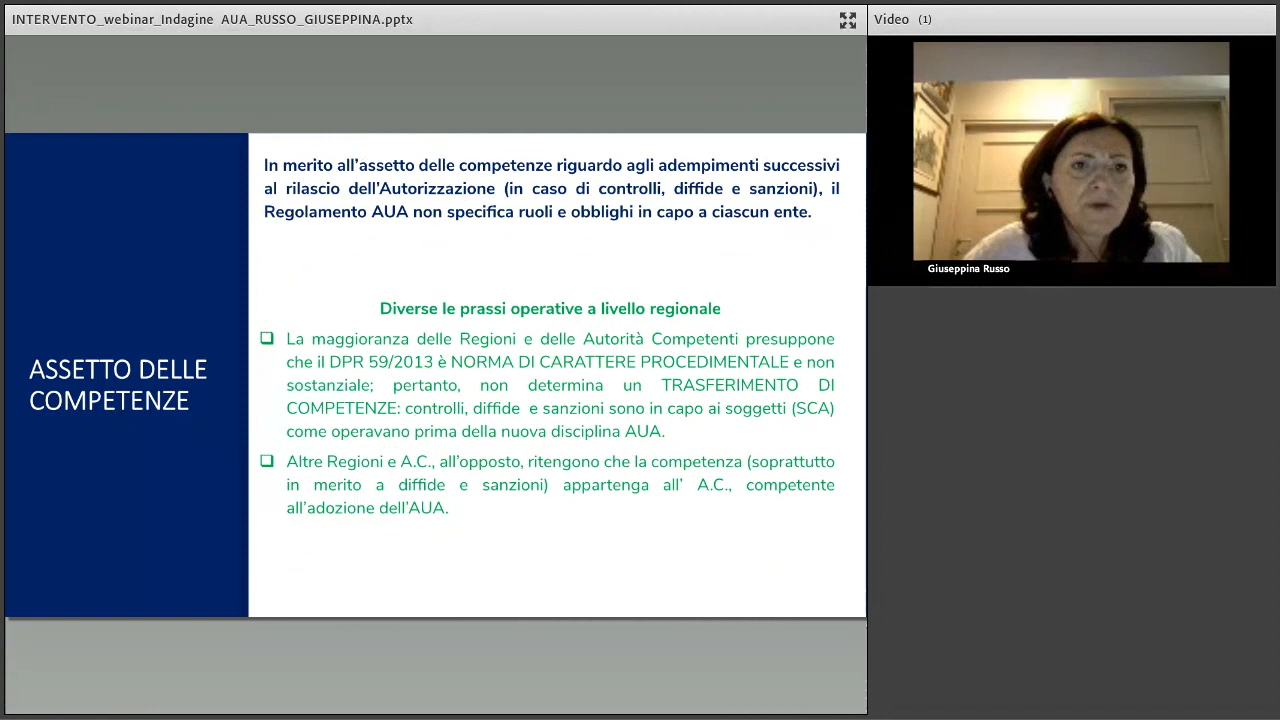 INTERVENTO_webinar_Indagine AUA_RUSSO_GIUSEPPINA.pptx
Video (1)
Giuseppina Russo
ASSETTO DELLE
COMPETENZE
In merito all'assetto delle competenze riguardo agli adempimenti successivi
al rilascio dell'Autorizzazione (in caso di controlli, diffide e sanzioni), il
Regolamento AUA non specifica ruoli e obblighi in capo a ciascun ente.
Diverse le prassi operative a livello regionale
❑ La maggioranza delle Regioni e delle Autorità Competenti presuppone
che il DPR 59/2013 è NORMA DI CARATTERE PROCEDIMENTALE e non
sostanziale; pertanto, non determina un TRASFERIMENTO DI
COMPETENZE: controlli, diffide e sanzioni sono in capo ai soggetti (SCA)
come operavano prima della nuova disciplina AUA.
❑ Altre Regioni e A.C., all'opposto, ritengono che la competenza (soprattutto
in merito a diffide e sanzioni) appartenga all' A.C., competente
all'adozione dell'AUA.